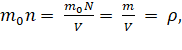 m₀n = m₀N/V = m/V = ρ,